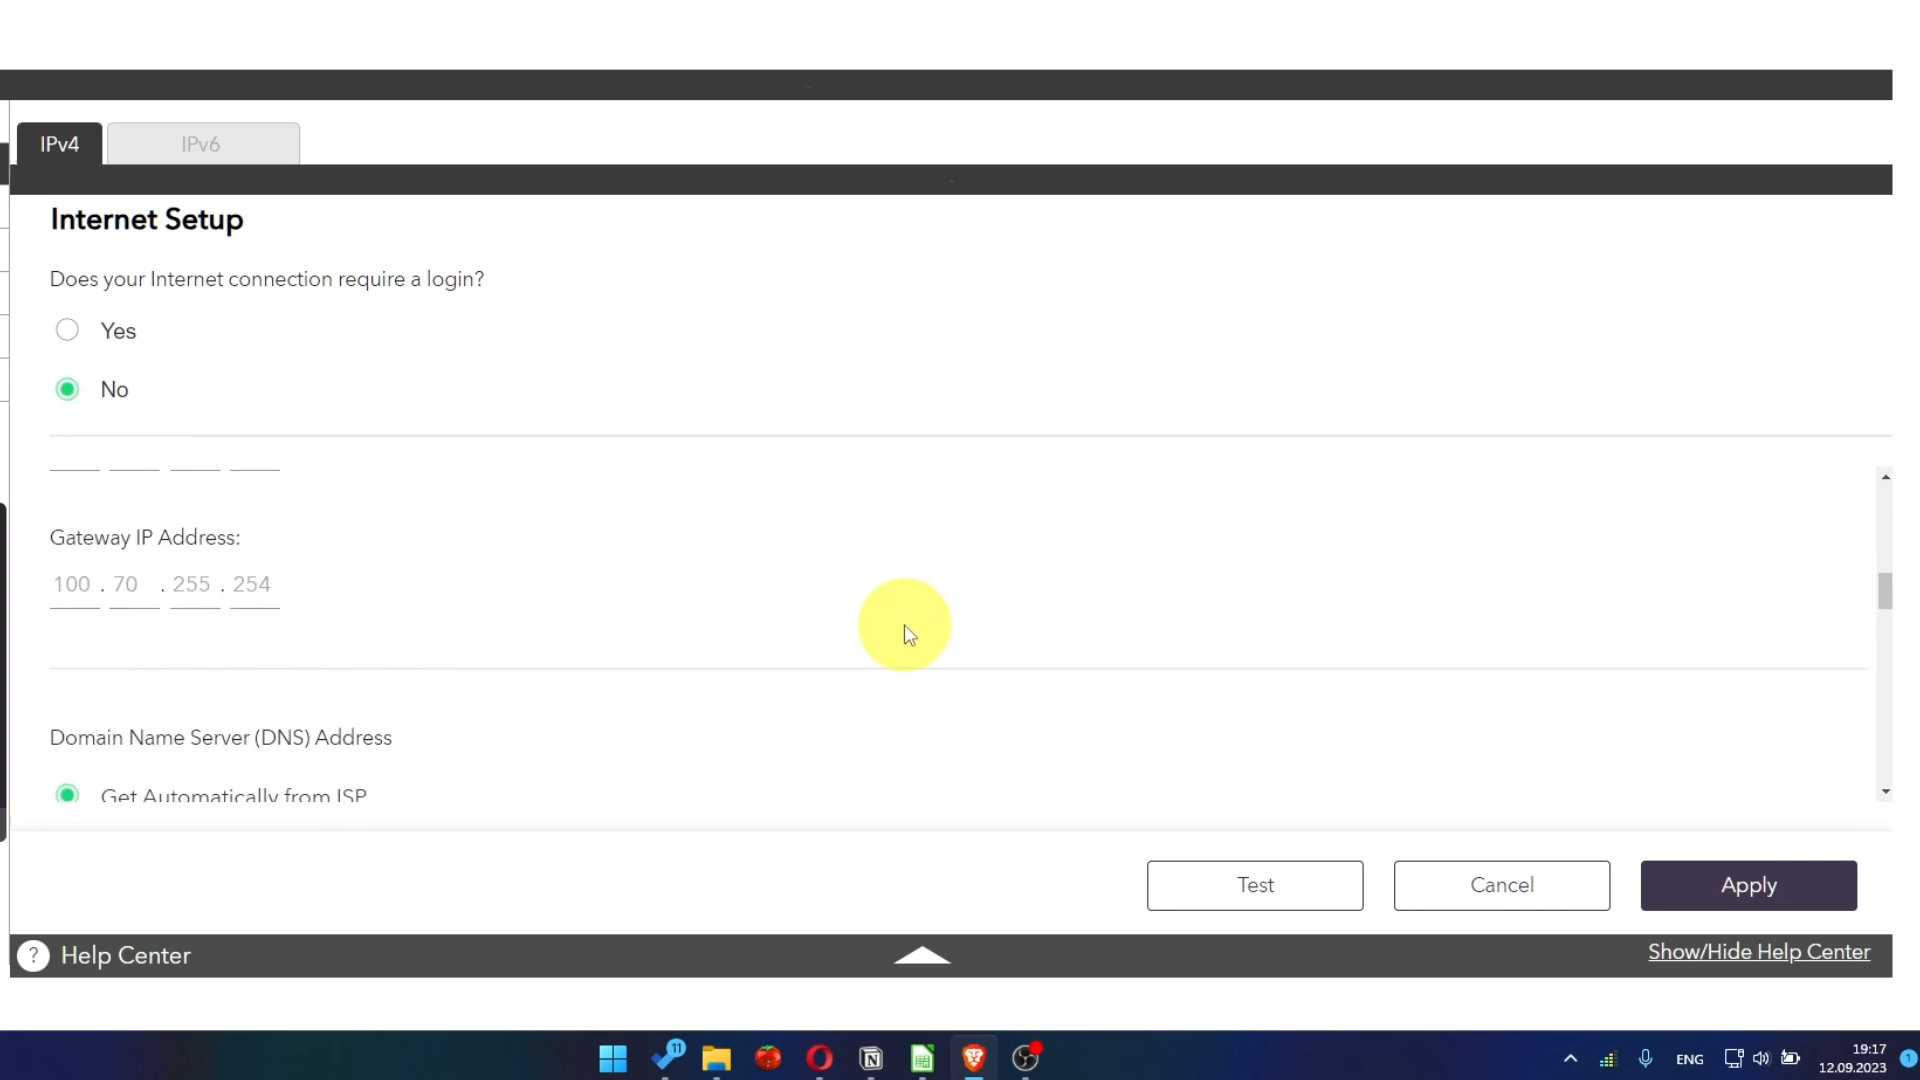 IPv4 IPv6
Internet Setup
Does your Internet connection require a login?
Yes
No
Gateway IP Address:
100 . 70 . 255 . 254
Domain Name Server (DNS) Address
Get Automatically from ISP
Test Cancel Apply
? Help Center Show/Hide Help Center
11
N
ENG
19:17
12.09.2023
1